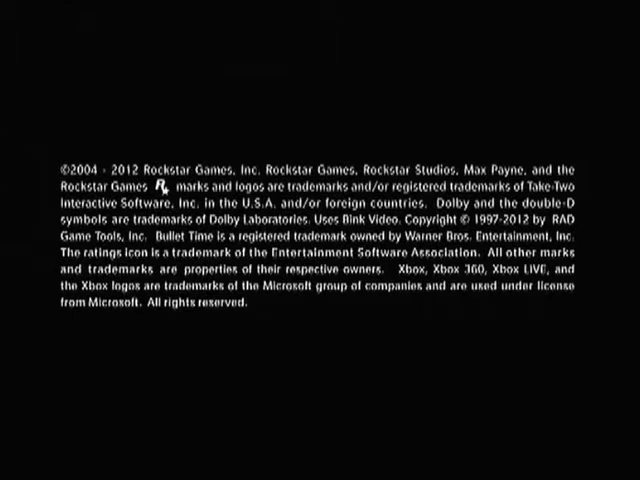 ©2004 - 2012 Rockstar Games, Inc. Rockstar Games, Rockstar Studios, Max Payne, and the
Rockstar Games R* marks and logos are trademarks and/or registered trademarks of Take-Two
Interactive Software, Inc. in the U.S.A. and/or foreign countries. Dolby and the double-D
symbols are trademarks of Dolby Laboratories. Uses Bink Video. Copyright © 1997-2012 by RAD
Game Tools, Inc. Bullet Time is a registered trademark owned by Warner Bros. Entertainment, Inc.
The ratings icon is a trademark of the Entertainment Software Association. All other marks
and trademarks are properties of their respective owners. Xbox, Xbox 360, Xbox LIVE, and
the Xbox logos are trademarks of the Microsoft group of companies and are used under license
from Microsoft. All rights reserved.